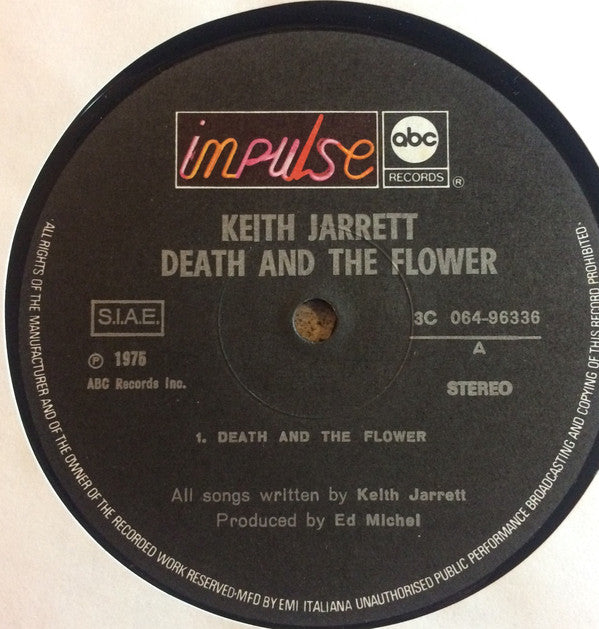 impulse
abc
RECORDS ®
KEITH JARRETT
DEATH AND THE FLOWER
S.I.A.E.
3C 064-96336
A
℗ 1975
ABC Records Inc.
STEREO
1. DEATH AND THE FLOWER
All songs written by Keith Jarrett
Produced by Ed Michel
·ALL RIGHTS OF THE MANUFACTURER AND OF THE OWNER OF THE RECORDED WORK RESERVED·MFD BY EMI ITALIANA UNAUTHORISED PUBLIC PERFORMANCE BROADCASTING AND COPYING OF THIS RECORD PROHIBITED·